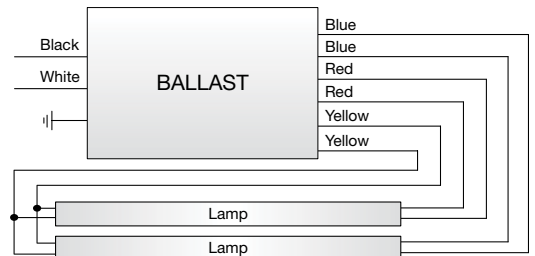 Blue
Black
Blue
White
BALLAST
Red
Red
Yellow
Yellow
Lamp
Lamp